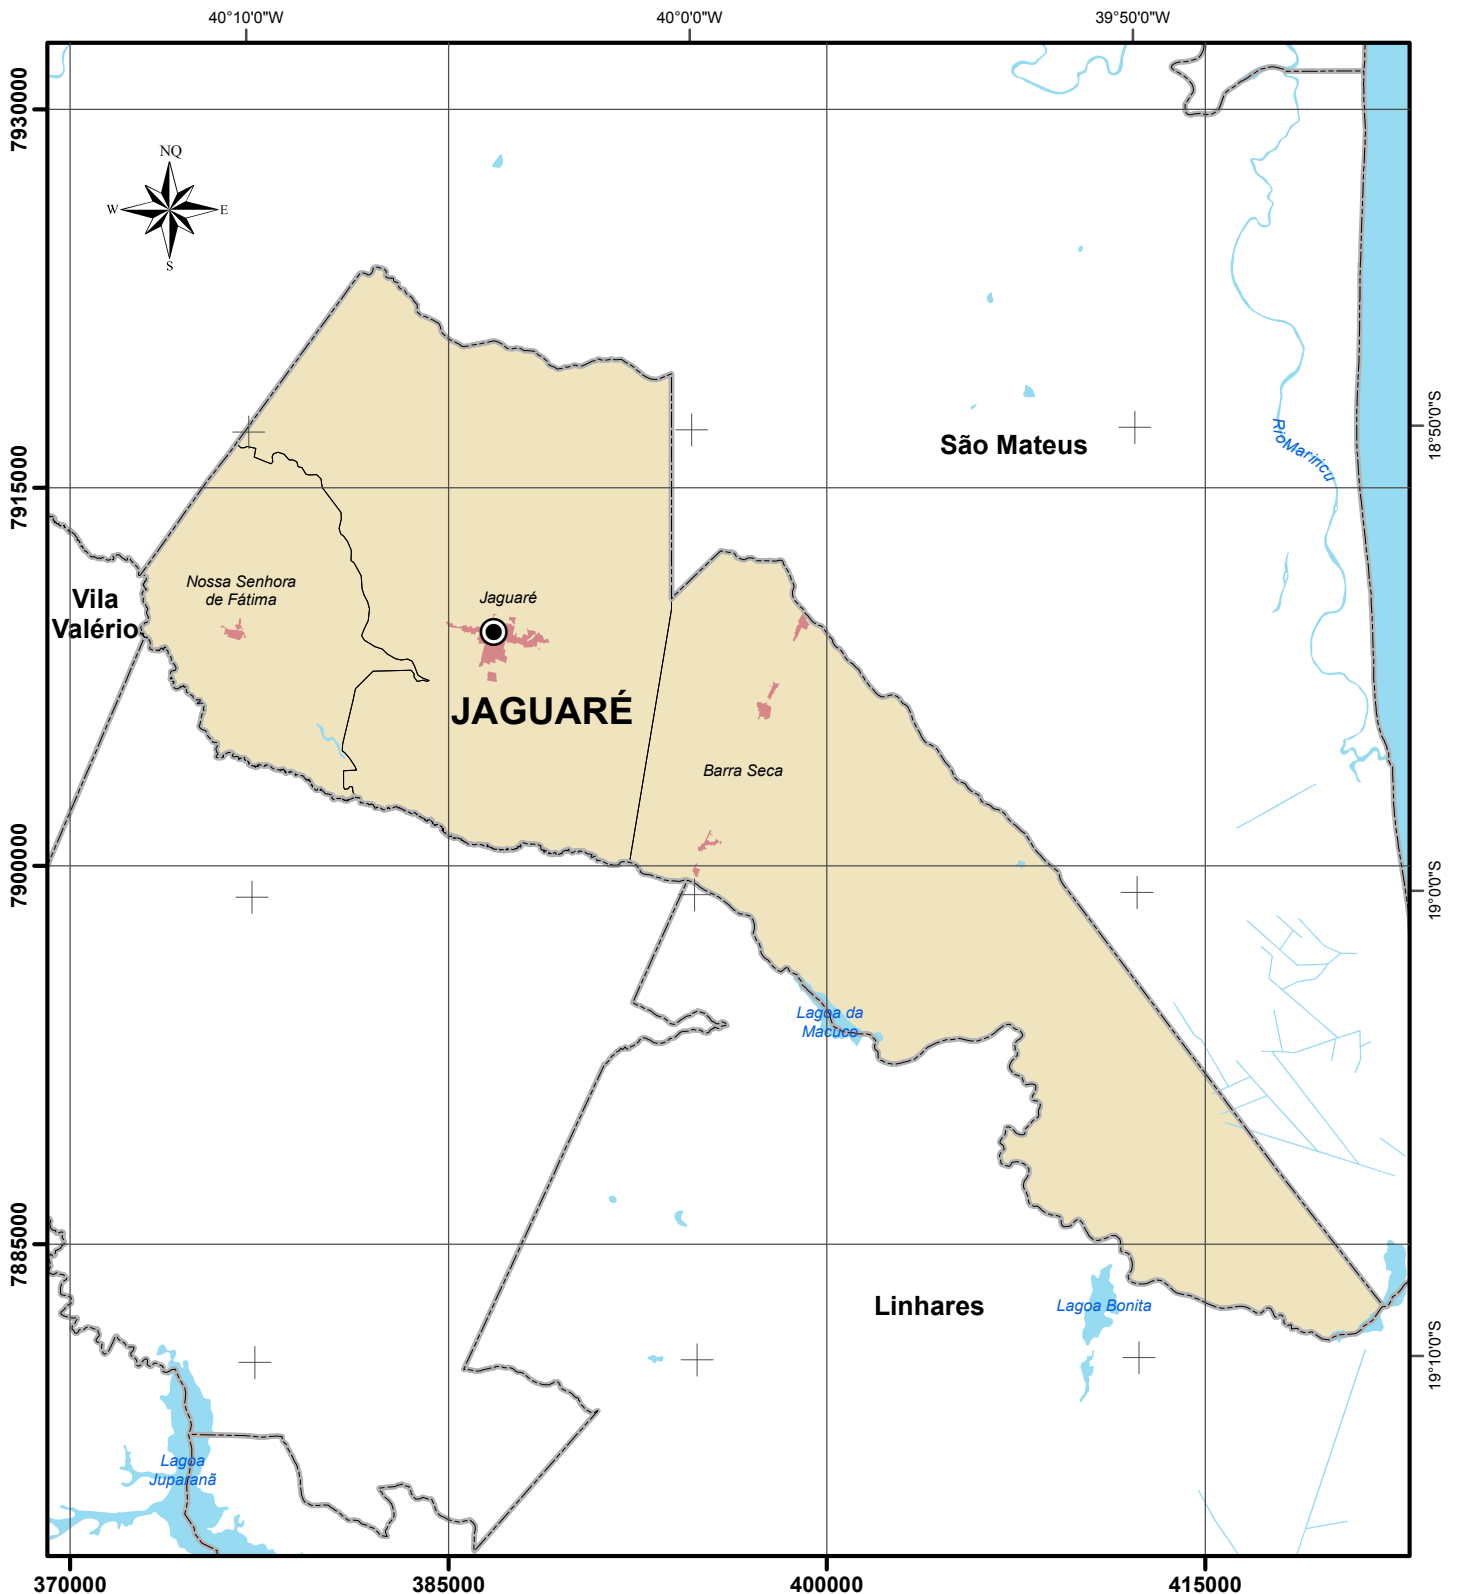 40°10'0"W
40°0'0"W
39°50'0"W
7930000
NQ
W
E
S
18°50'0"S
São Mateus
RioMariricu
7915000
Nossa Senhora
de Fátima
Vila
Valério
Jaguaré
JAGUARÉ
Barra Seca
7900000
19°0'0"S
Lagoa da
Macuco
7885000
Linhares
Lagoa Bonita
19°10'0"S
Lagoa
Juparanã
370000
385000
400000
415000